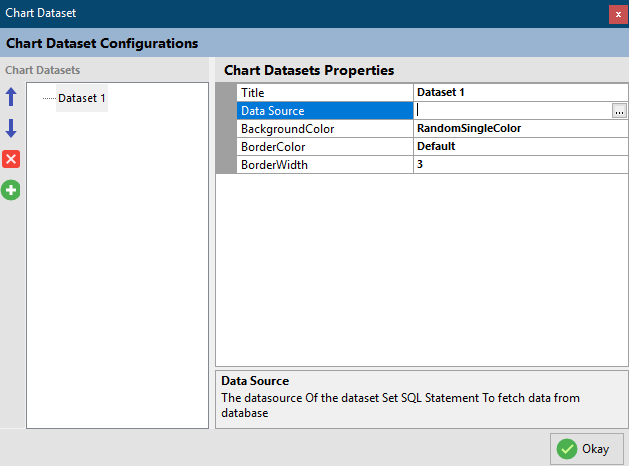 Chart Dataset
x
Chart Dataset Configurations
Chart Datasets
Dataset 1
Chart Datasets Properties
Title Dataset 1
Data Source ...
BackgroundColor RandomSingleColor
BorderColor Default
BorderWidth 3
Data Source
The datasource Of the dataset Set SQL Statement To fetch data from
database
Okay